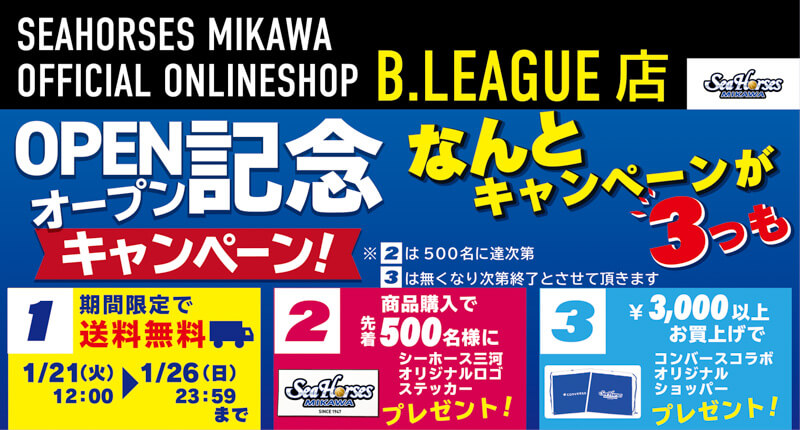 SEAHORSES MIKAWA
OFFICIAL ONLINESHOP B.LEAGUE 店
SeaHorses
MIKAWA
OPEN記念
オープン
キャンペーン!
なんと
キャンペーンが
3つも
※2は500名に達次第
3は無くなり次第終了とさせて頂きます
1
期間限定で
送料無料
1/21(火)▶1/26(日)
12:00 23:59
まで
2
商品購入で
先着500名様に
シーホース三河
オリジナルロゴ
ステッカー
SeaHorses
MIKAWA
SINCE 1947
プレゼント!
3
¥3,000以上
お買上げで
コンバースコラボ
オリジナル
ショッパー
CONVERSE
SeaHorses
プレゼント!